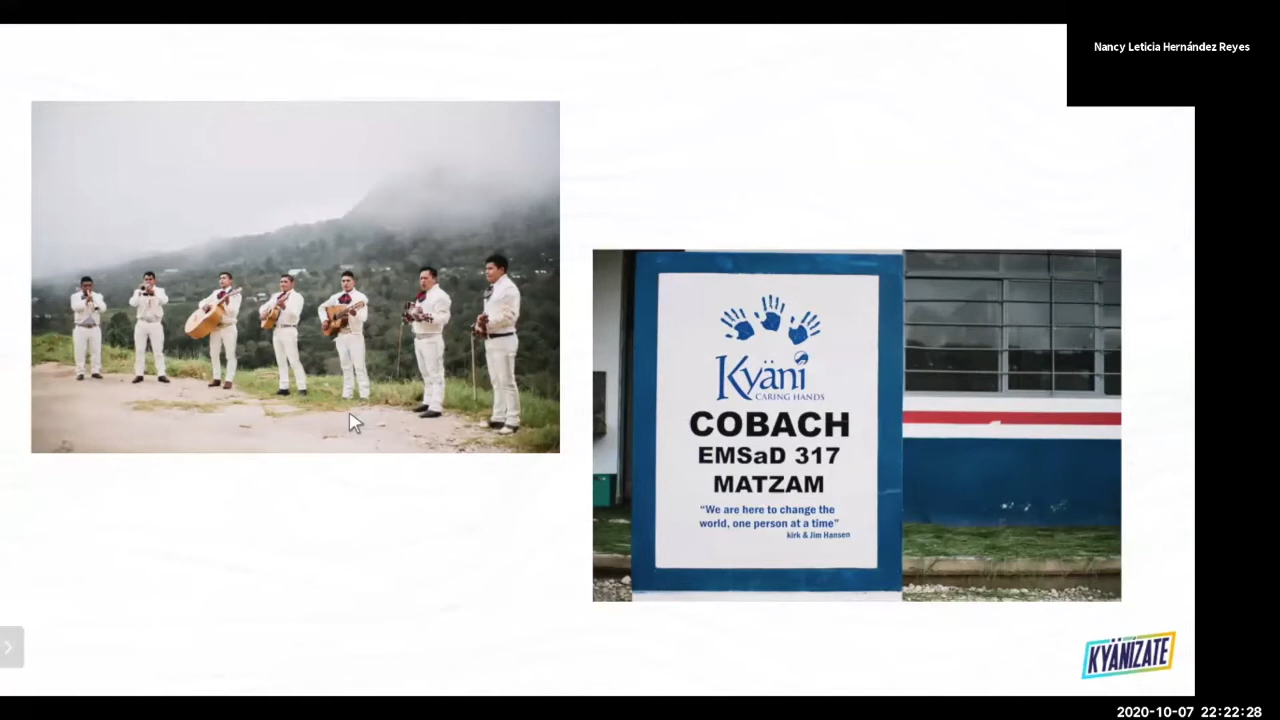 Nancy Leticia Hernández Reyes
Kyäni
CARING HANDS
COBACH
EMSaD 317
MATZAM
“We are here to change the
world, one person at a time”
kirk & Jim Hansen
KYÄNÍZATE
2020-10-07 22:22:28